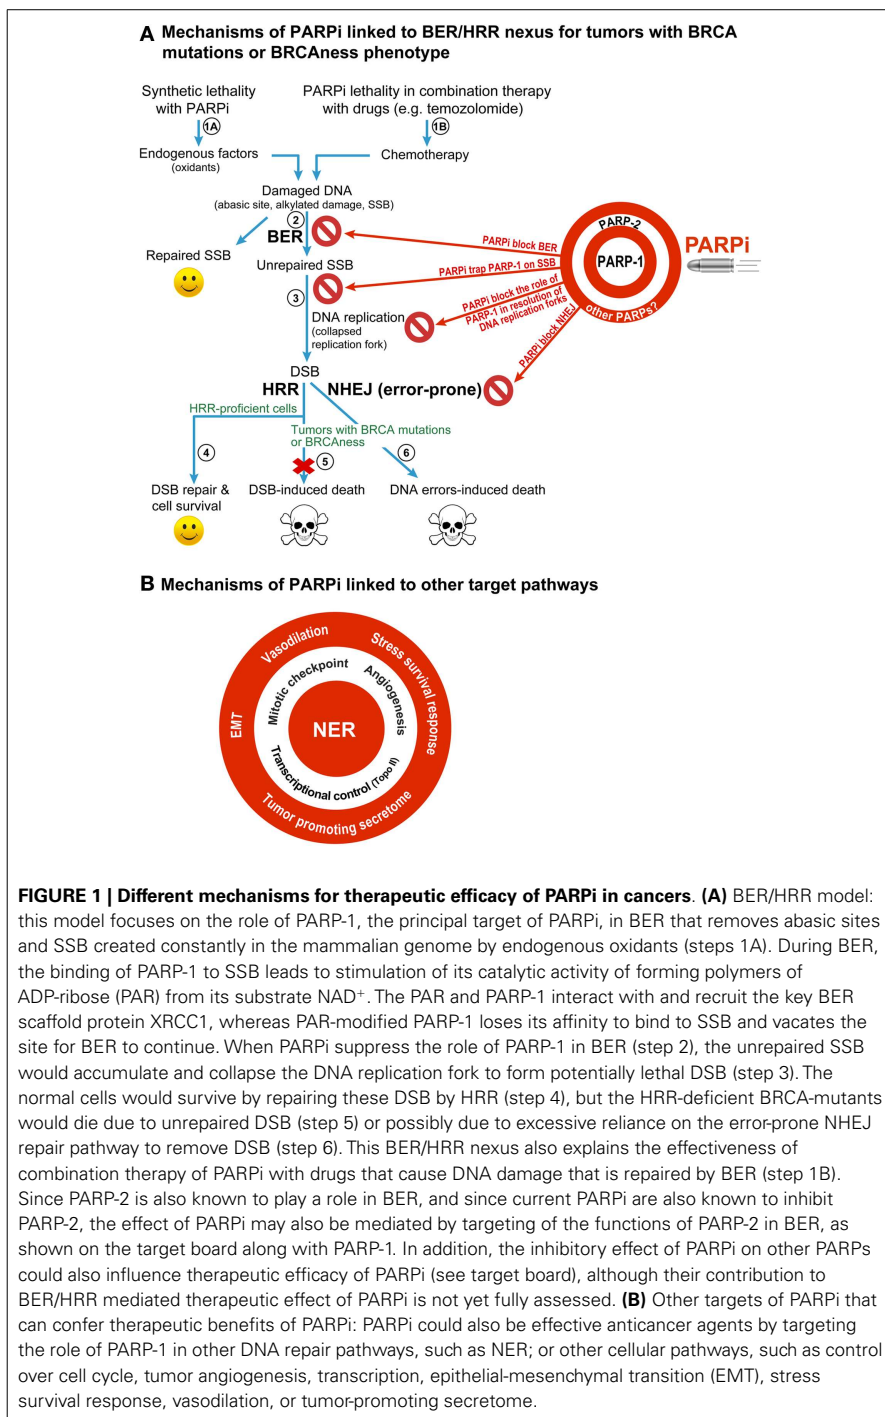 A Mechanisms of PARPi linked to BER/HRR nexus for tumors with BRCA
mutations or BRCAness phenotype
Synthetic lethality
with PARPi
PARPi lethality in combination therapy
with drugs (e.g. temozolomide)
1A
1B
Endogenous factors
(oxidants)
Chemotherapy
Damaged DNA
(abasic site, alkylated damage, SSB)
2
BER
Repaired SSB
Unrepaired SSB
3
DNA replication
(collapsed
replication fork)
PARPi block BER
PARPi trap PARP-1 on SSB
PARPi block the role of
PARP-1 in resolution of
DNA replication forks
PARPi block NHEJ
PARP-2
PARP-1
other PARPs?
PARPi
DSB
HRR
NHEJ (error-prone)
HRR-proficient cells
Tumors with BRCA mutations
or BRCAness
4
5
6
DSB repair &
cell survival
DSB-induced death
DNA errors-induced death
B Mechanisms of PARPi linked to other target pathways
Vasodilation
Stress survival response
Mitotic checkpoint
Angiogenesis
EMT
NER
Transcriptional control (Topo II)
Tumor promoting secretome
FIGURE 1 | Different mechanisms for therapeutic efficacy of PARPi in cancers. (A) BER/HRR model:
this model focuses on the role of PARP-1, the principal target of PARPi, in BER that removes abasic sites
and SSB created constantly in the mammalian genome by endogenous oxidants (steps 1A). During BER,
the binding of PARP-1 to SSB leads to stimulation of its catalytic activity of forming polymers of
ADP-ribose (PAR) from its substrate NAD⁺. The PAR and PARP-1 interact with and recruit the key BER
scaffold protein XRCC1, whereas PAR-modified PARP-1 loses its affinity to bind to SSB and vacates the
site for BER to continue. When PARPi suppress the role of PARP-1 in BER (step 2), the unrepaired SSB
would accumulate and collapse the DNA replication fork to form potentially lethal DSB (step 3). The
normal cells would survive by repairing these DSB by HRR (step 4), but the HRR-deficient BRCA-mutants
would die due to unrepaired DSB (step 5) or possibly due to excessive reliance on the error-prone NHEJ
repair pathway to remove DSB (step 6). This BER/HRR nexus also explains the effectiveness of
combination therapy of PARPi with drugs that cause DNA damage that is repaired by BER (step 1B).
Since PARP-2 is also known to play a role in BER, and since current PARPi are also known to inhibit
PARP-2, the effect of PARPi may also be mediated by targeting of the functions of PARP-2 in BER, as
shown on the target board along with PARP-1. In addition, the inhibitory effect of PARPi on other PARPs
could also influence therapeutic efficacy of PARPi (see target board), although their contribution to
BER/HRR mediated therapeutic effect of PARPi is not yet fully assessed. (B) Other targets of PARPi that
can confer therapeutic benefits of PARPi: PARPi could also be effective anticancer agents by targeting
the role of PARP-1 in other DNA repair pathways, such as NER; or other cellular pathways, such as control
over cell cycle, tumor angiogenesis, transcription, epithelial-mesenchymal transition (EMT), stress
survival response, vasodilation, or tumor-promoting secretome.